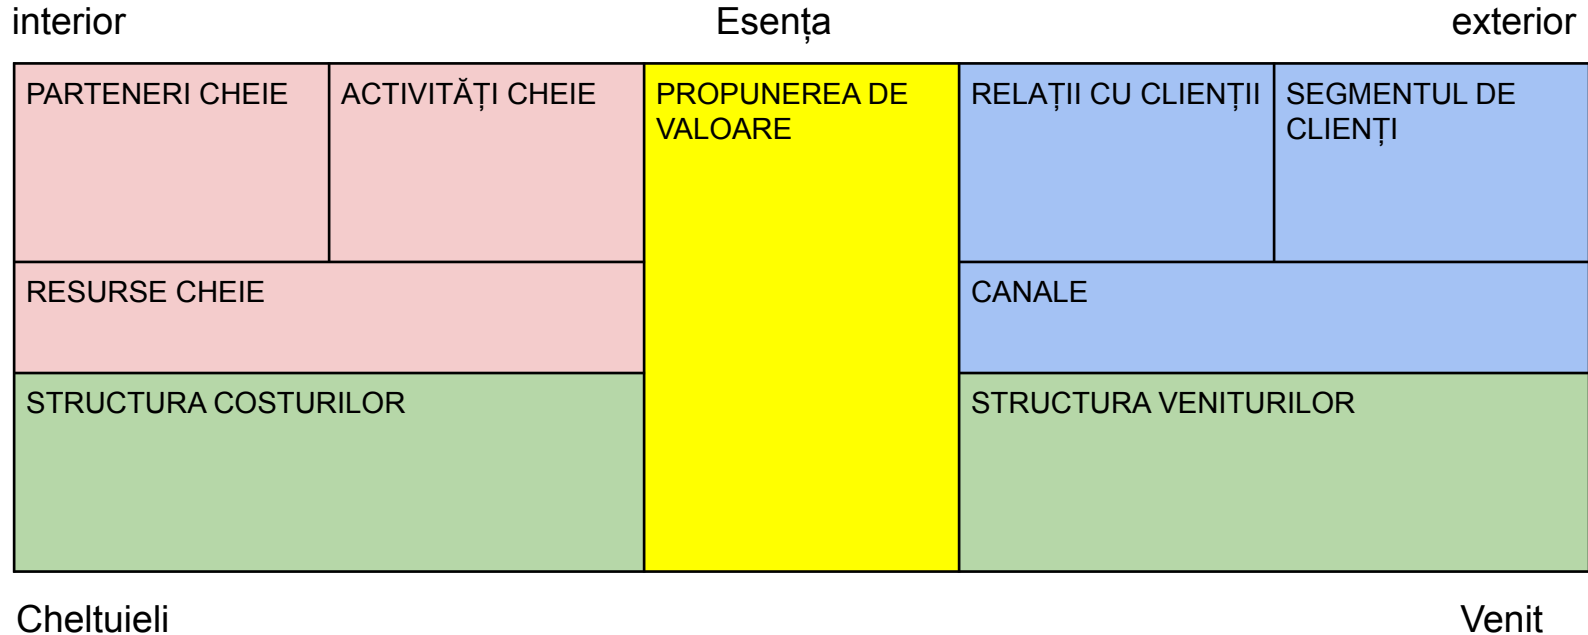 interior
Esența
exterior
PARTENERI CHEIE
ACTIVITĂȚI CHEIE
PROPUNEREA DE
VALOARE
RELAȚII CU CLIENȚII
SEGMENTUL DE
CLIENȚI
RESURSE CHEIE
CANALE
STRUCTURA COSTURILOR
STRUCTURA VENITURILOR
Cheltuieli
Venit